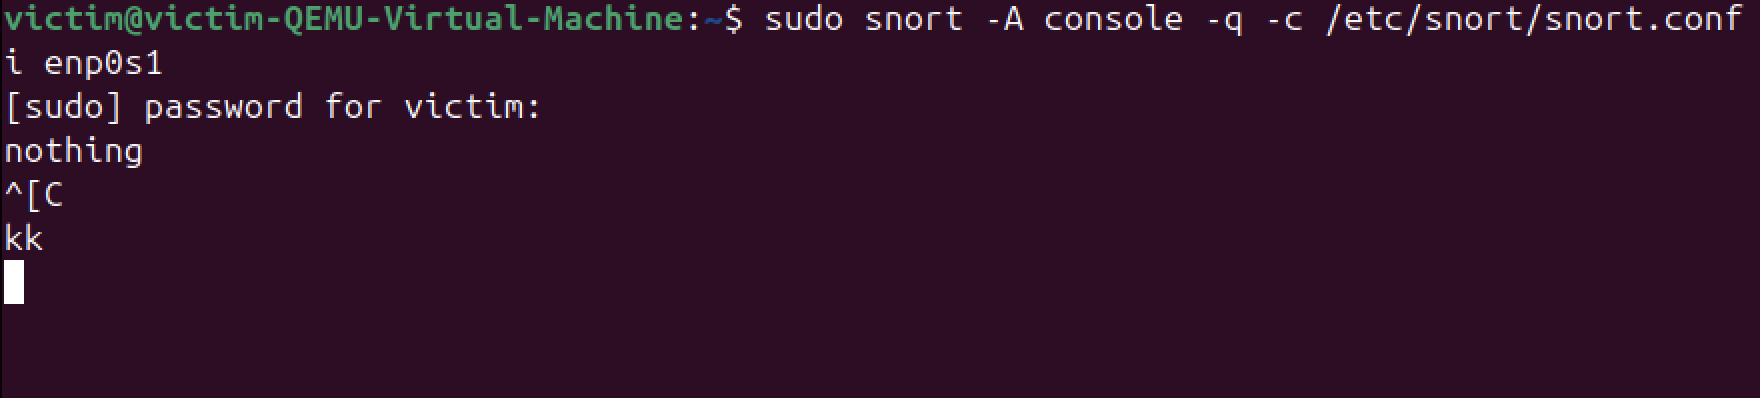 victim@victim-QEMU-Virtual-Machine:~$ sudo snort -A console -q -c /etc/snort/snort.conf
i enp0s1
[sudo] password for victim:
nothing
^[C
kk